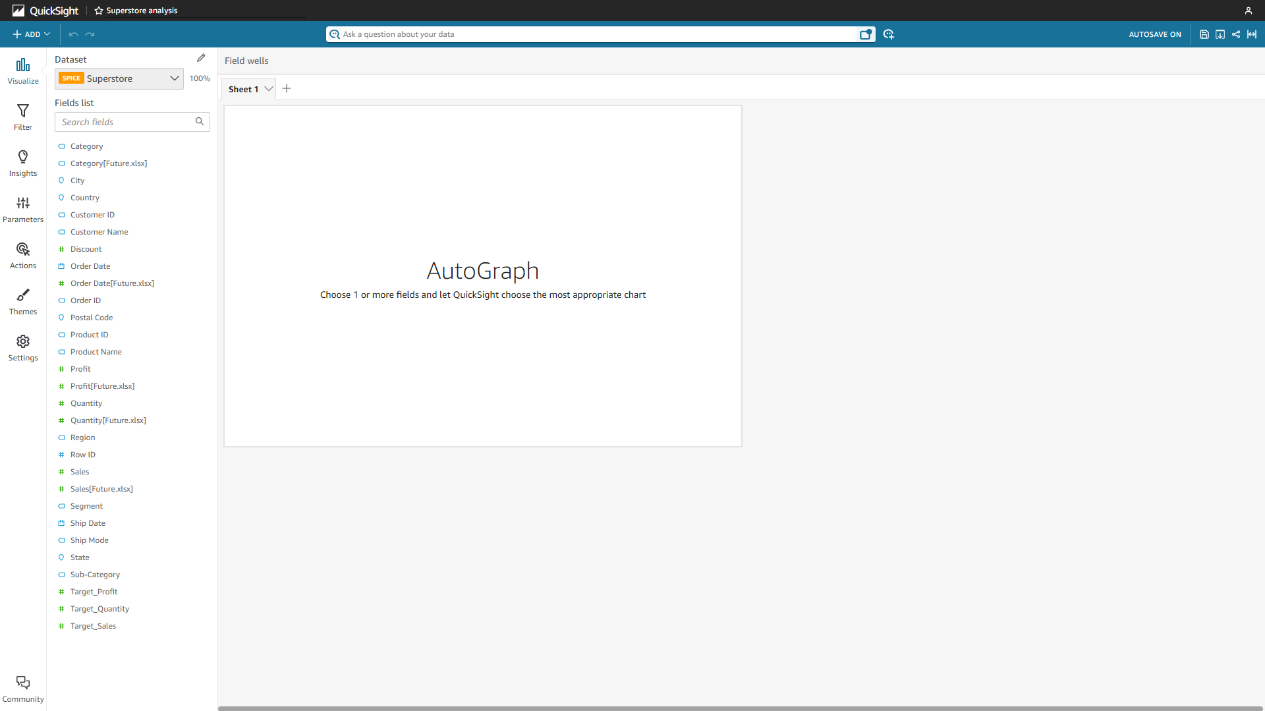 QuickSight
Superstore analysis
ADD
Ask a question about your data
AUTOSAVE ON
Visualize
Filter
Insights
Parameters
Actions
Themes
Settings
Community
Dataset
SPICE Superstore 100%
Fields list
Search fields
Category
Category[Future.xlsx]
City
Country
Customer ID
Customer Name
Discount
Order Date
Order Date[Future.xlsx]
Order ID
Postal Code
Product ID
Product Name
Profit
Profit[Future.xlsx]
Quantity
Quantity[Future.xlsx]
Region
Row ID
Sales
Sales[Future.xlsx]
Segment
Ship Date
Ship Mode
State
Sub-Category
Target_Profit
Target_Quantity
Target_Sales
Field wells
Sheet 1
AutoGraph
Choose 1 or more fields and let QuickSight choose the most appropriate chart